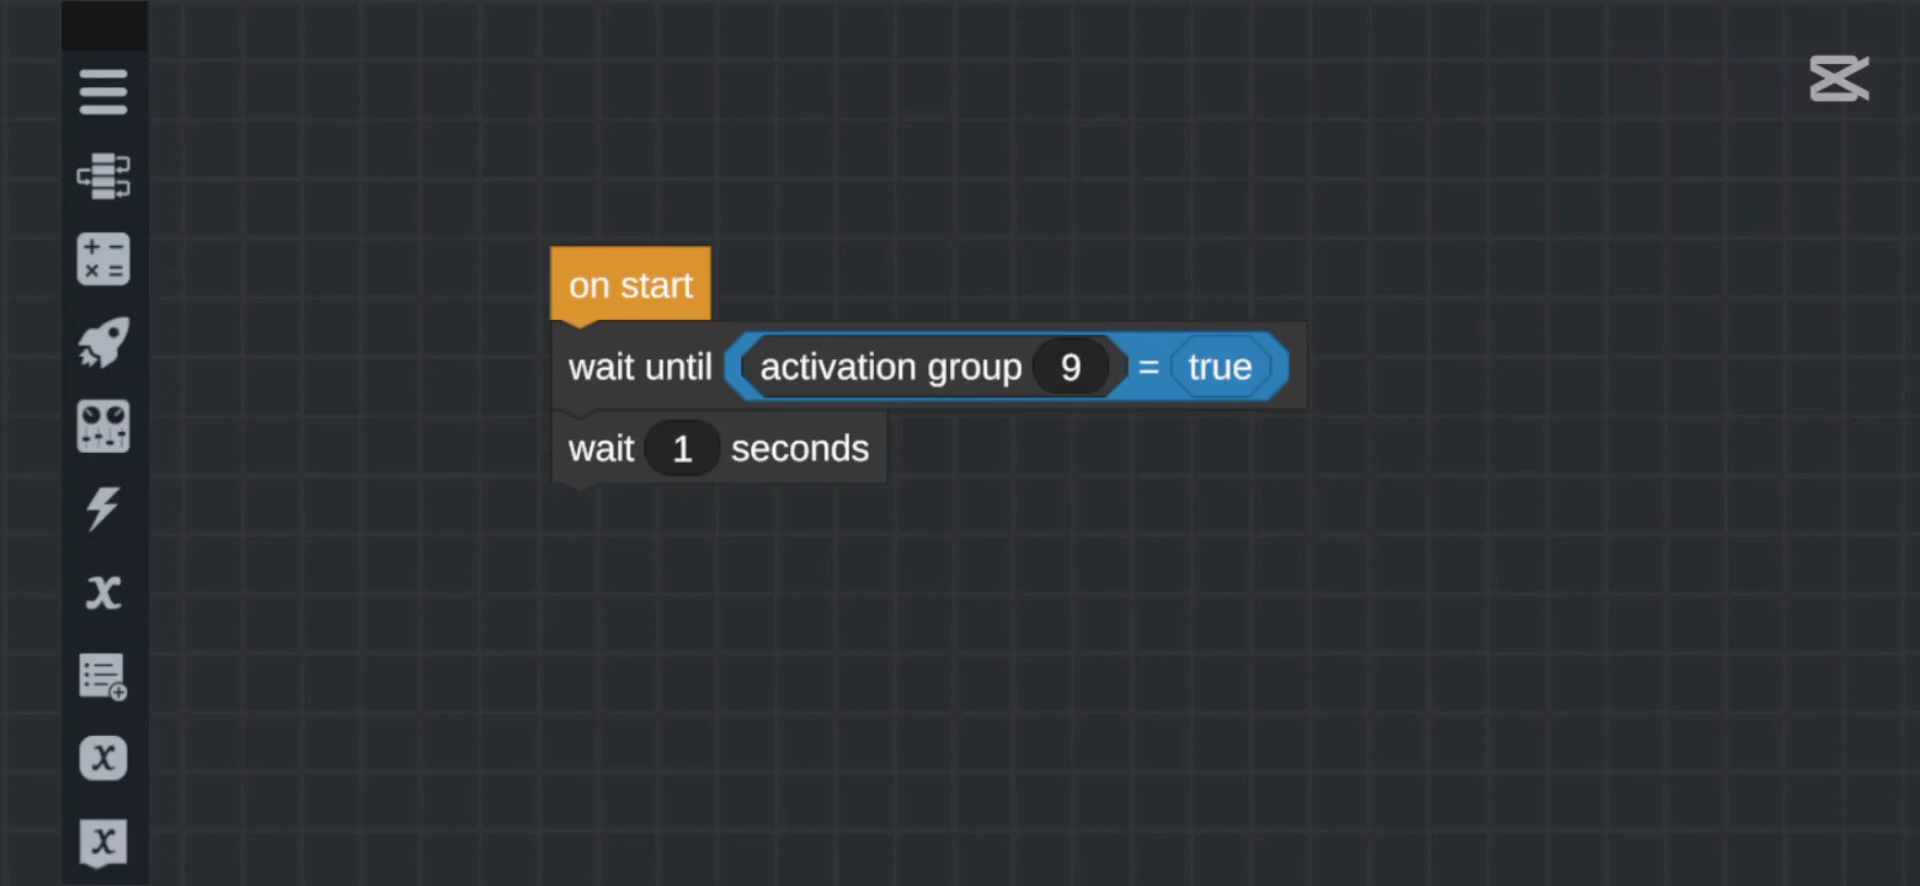 on start
wait until activation group 9 = true
wait 1 seconds